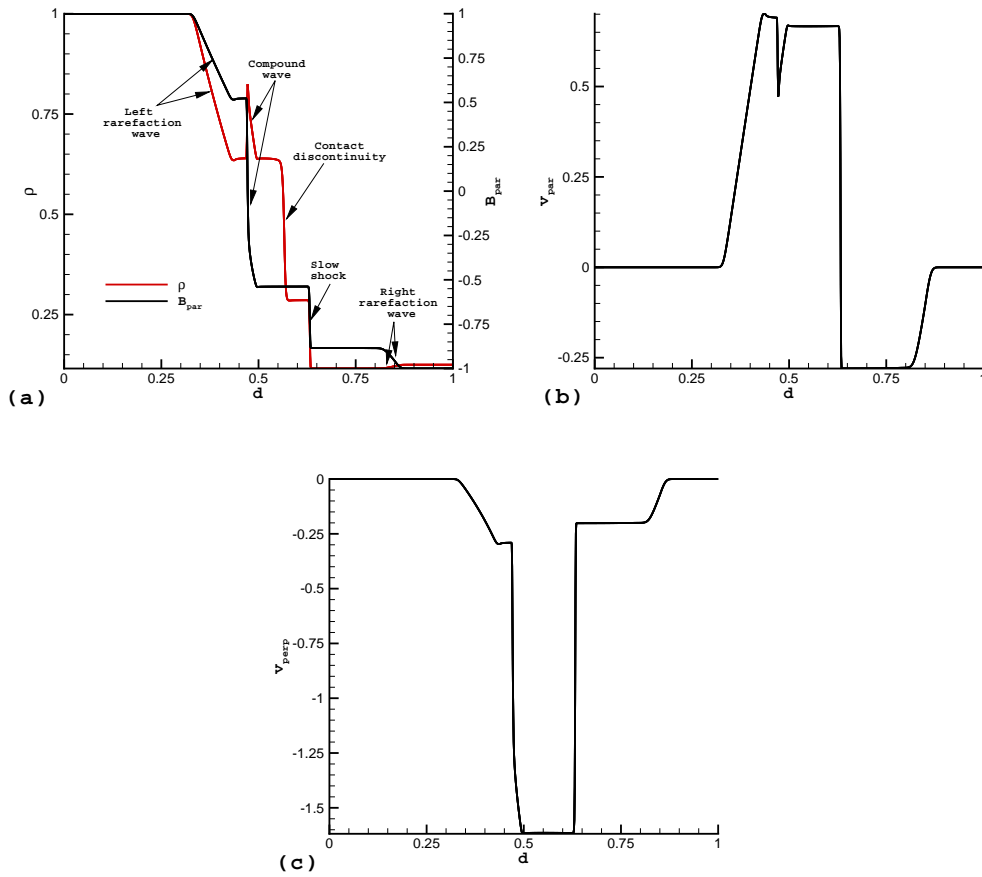 1
0.75
0.5
0.25
ρ
1
0.75
0.5
0.25
0
-0.25
-0.5
-0.75
-1
B_par
Compound
wave
Left
rarefaction
wave
Contact
discontinuity
Slow
shock
Right
rarefaction
wave
ρ
B_par
0
0.25
0.5
0.75
1
d
(a)
0.5
0.25
0
-0.25
v_par
0
0.25
0.5
0.75
1
d
(b)
0
-0.25
-0.5
-0.75
-1
-1.25
-1.5
v_perp
0
0.25
0.5
0.75
1
d
(c)